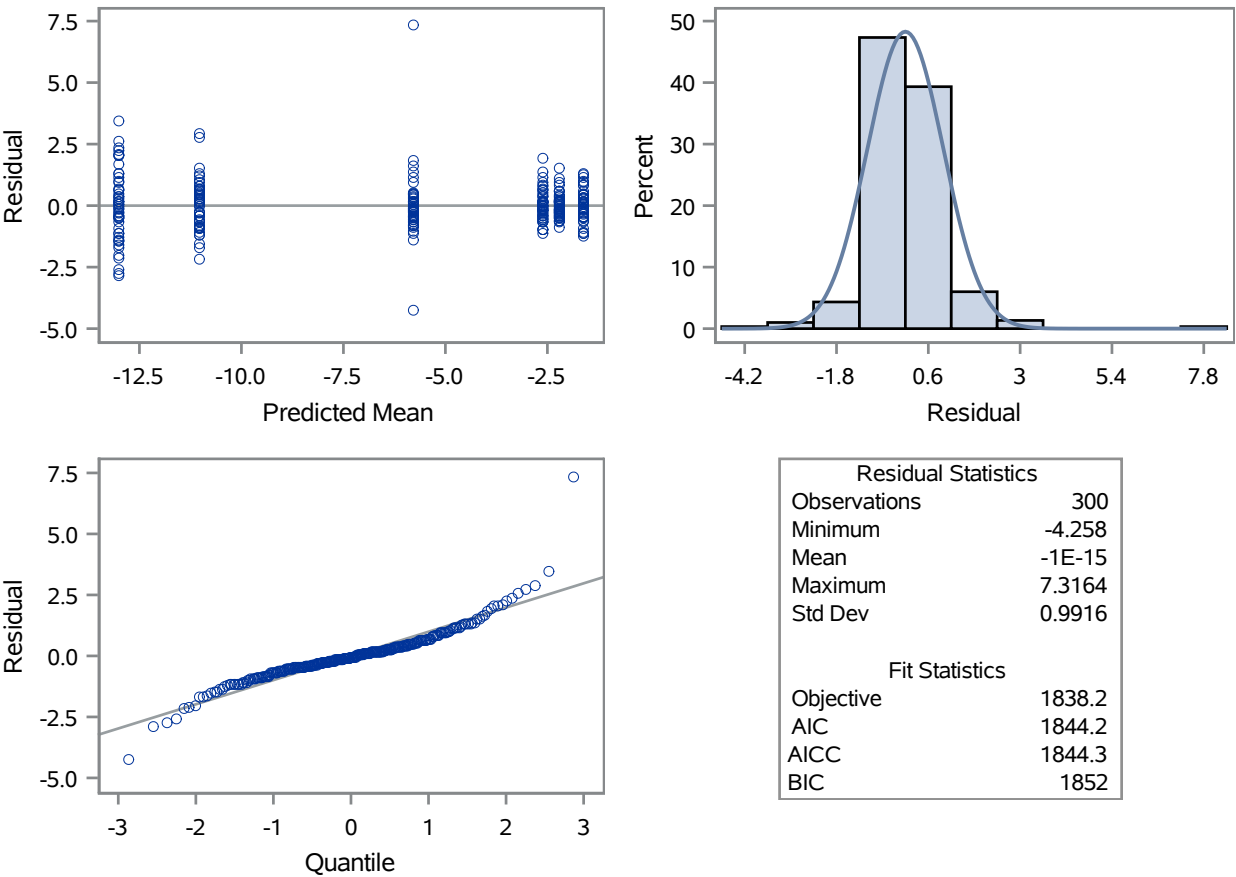 7.5
5.0
2.5
0.0
-2.5
-5.0
Residual
-12.5 -10.0 -7.5 -5.0 -2.5
Predicted Mean
50
40
30
20
10
0
Percent
-4.2 -1.8 0.6 3 5.4 7.8
Residual
7.5
5.0
2.5
0.0
-2.5
-5.0
Residual
-3 -2 -1 0 1 2 3
Quantile
Residual Statistics
Observations 300
Minimum -4.258
Mean -1E-15
Maximum 7.3164
Std Dev 0.9916
Fit Statistics
Objective 1838.2
AIC 1844.2
AICC 1844.3
BIC 1852